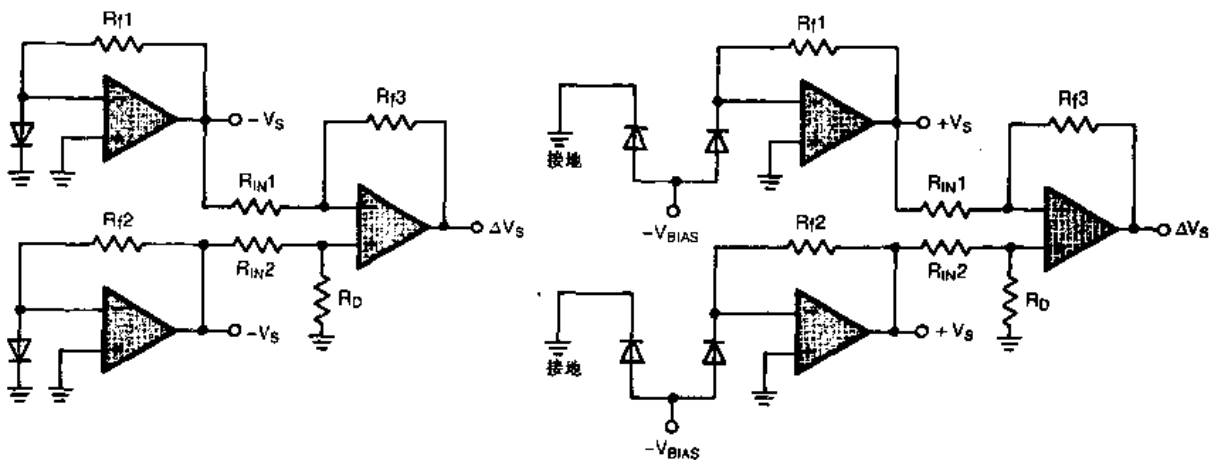 Rf1
−VS
Rf3
RIN1
ΔVS
Rf2
RIN2
RD
−VS
Rf1
+VS
Rf3
接地
RIN1
−VBIAS
ΔVS
Rf2
RIN2
RD
+VS
接地
−VBIAS